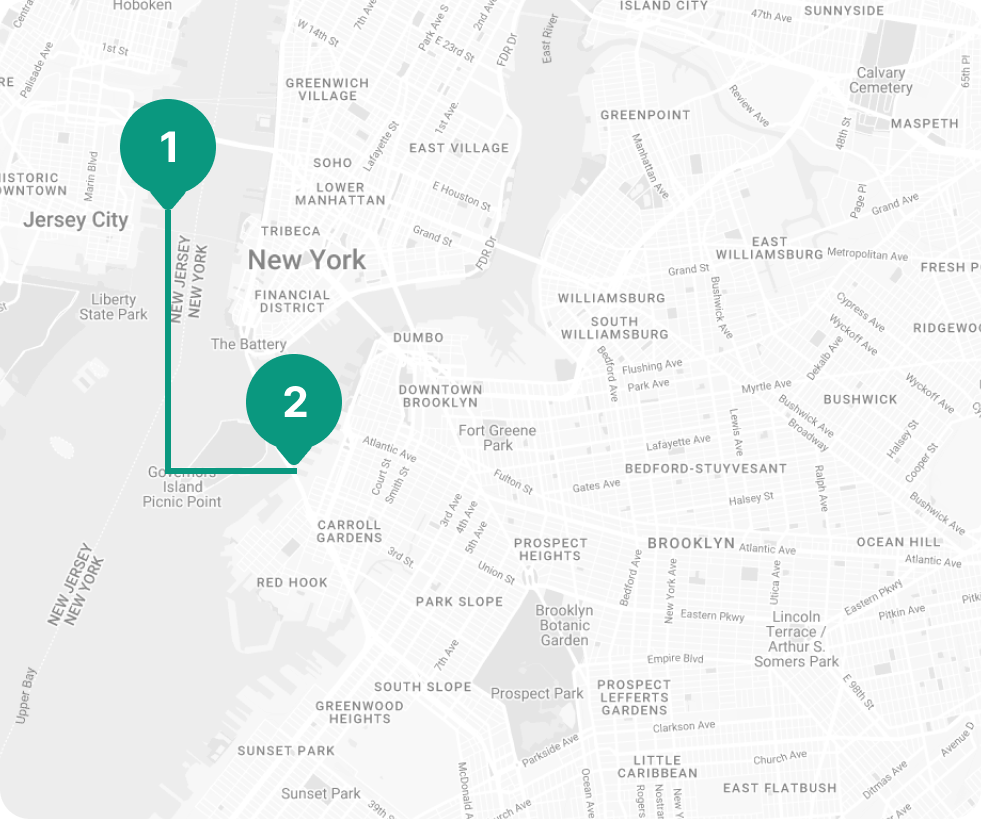 Hoboken
Central
7th Ave
Park Ave S
2nd Ave
East River
ISLAND CITY
47th Ave
SUNNYSIDE
W 14th St
E 23rd St
FDR Dr
1st St
Palisade Ave
65th Pl
Calvary
Cemetery
GREENWICH
VILLAGE
Review Ave
1st Ave
GREENPOINT
48th St
MASPETH
1
Lafayette St
EAST VILLAGE
Manhattan Ave
SOHO
Marin Blvd
HISTORIC
DOWNTOWN
LOWER
MANHATTAN
E Houston St
Page Pl
Grand Ave
Jersey City
TRIBECA
Grand St
FDR Dr
EAST
WILLIAMSBURG
Metropolitan Ave
New York
NEW JERSEY
NEW YORK
Grand St
FRESH P
Liberty
State Park
FINANCIAL
DISTRICT
WILLIAMSBURG
Bushwick Ave
Cypress Ave
SOUTH
WILLIAMSBURG
Wyckoff Ave
RIDGEWO
The Battery
DUMBO
Dekalb Ave
Bedford Ave
Flushing Ave
Park Ave
Myrtle Ave
2
DOWNTOWN
BROOKLYN
BUSHWICK
Wyckoff Ave
Bushwick Ave
Broadway
Fort Greene
Park
Lewis Ave
Lafayette Ave
Halsey St
Atlantic Ave
Cooper St
Court St
Smith St
Governors
Island
Picnic Point
Fulton St
Gates Ave
BEDFORD-STUYVESANT
Halsey St
Ralph Ave
Bushwick Ave
3rd Ave
4th Ave
5th Ave
CARROLL
GARDENS
3rd St
PROSPECT
HEIGHTS
BROOKLYN
Atlantic Ave
OCEAN HILL
Atlantic Ave
NEW JERSEY
NEW YORK
RED HOOK
Union St
Bedford Ave
New York Ave
Utica Ave
Eastern Pkwy
Pitkin
PARK SLOPE
Brooklyn
Botanic
Garden
Eastern Pkwy
Lincoln
Terrace /
Arthur S.
Somers Park
Pitkin Ave
7th Ave
Empire Blvd
Upper Bay
SOUTH SLOPE
Prospect Park
PROSPECT
LEFFERTS
GARDENS
E 98th St
GREENWOOD
HEIGHTS
Clarkson Ave
Avenue D
SUNSET PARK
Parkside Ave
LITTLE
CARIBBEAN
Church Ave
Ditmas Ave
Sunset Park
39th
McDonald A
Church Ave
Ocean Ave
Rogers
Nostran
New Y
EAST FLATBUSH